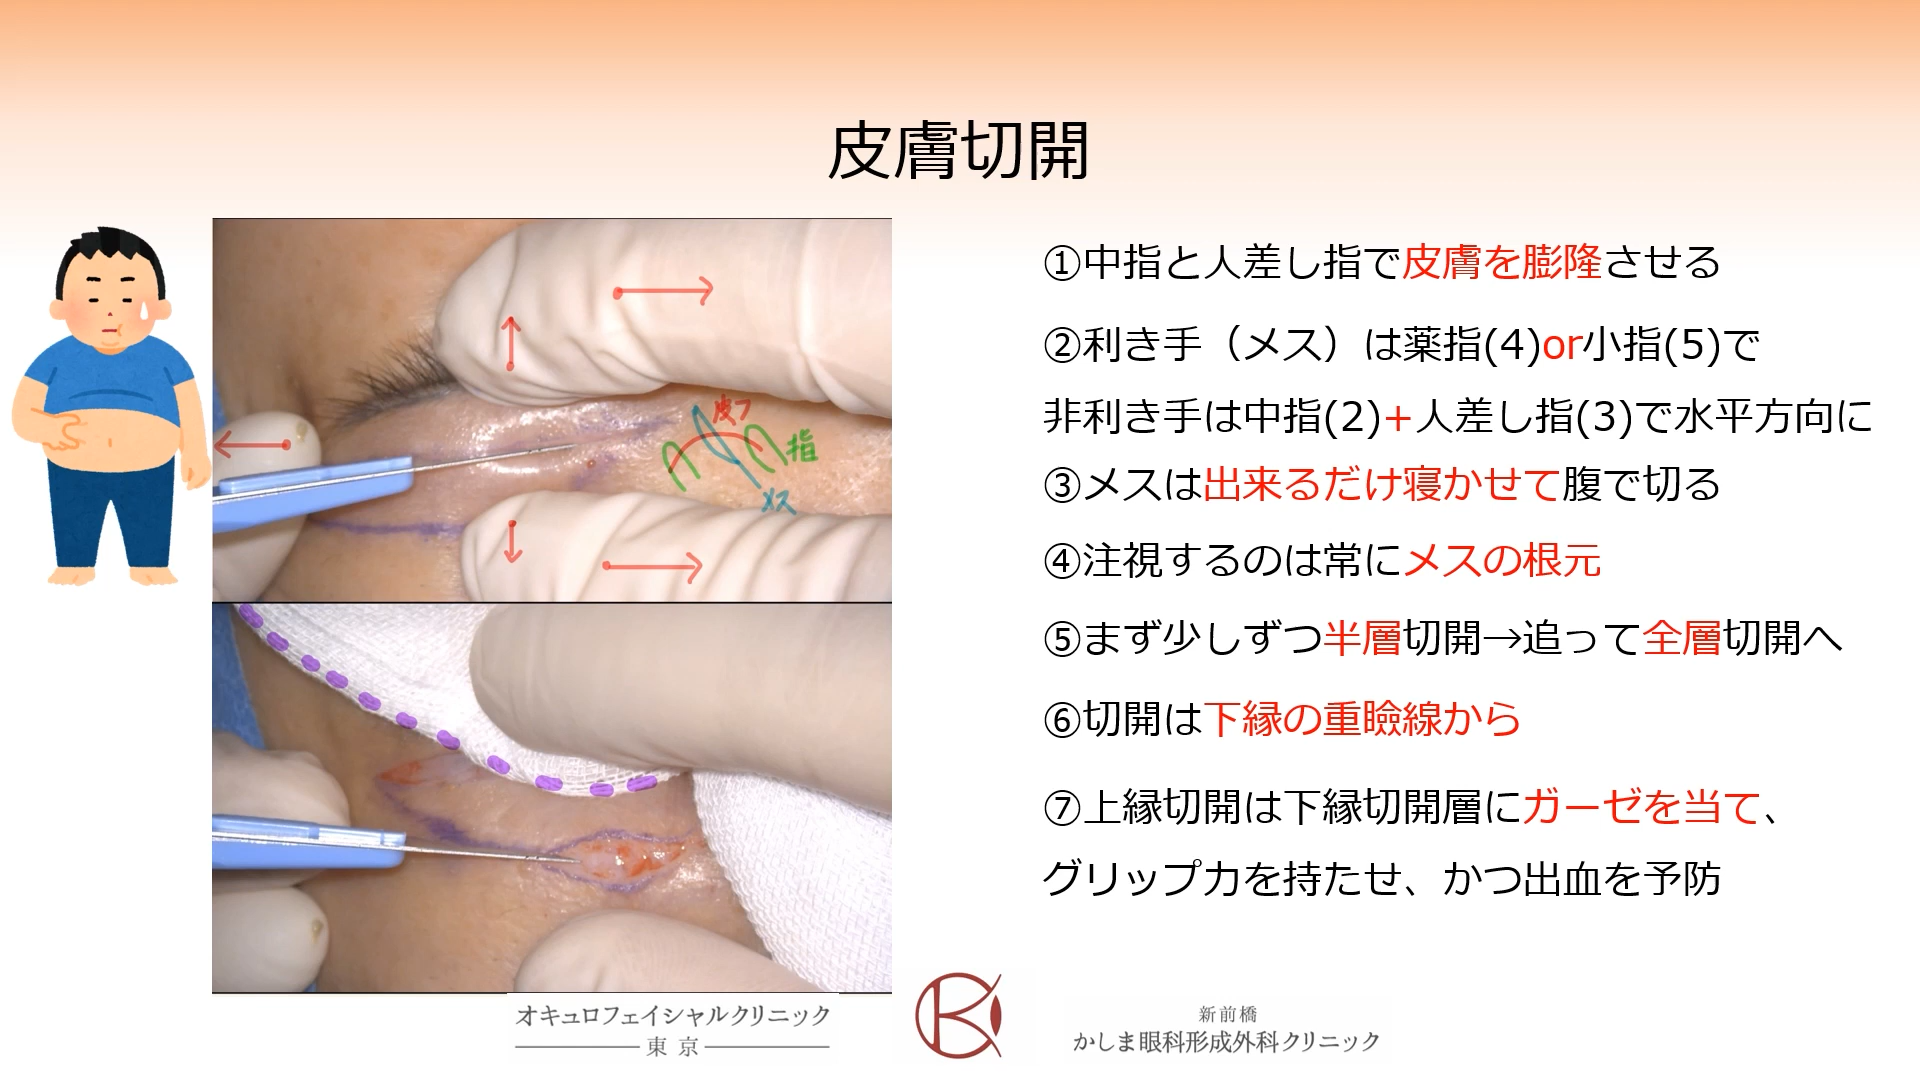 皮膚切開
①中指と人差し指で皮膚を膨隆させる
②利き手（メス）は薬指(4)or小指(5)で
非利き手は中指(2)+人差し指(3)で水平方向に
③メスは出来るだけ寝かせて腹で切る
④注視するのは常にメスの根元
⑤まず少しずつ半層切開→追って全層切開へ
⑥切開は下縁の重瞼線から
⑦上縁切開は下縁切開層にガーゼを当て、
グリップ力を持たせ、かつ出血を予防
皮フ
指
メス
オキュロフェイシャルクリニック
東京
新前橋
かしま眼科形成外科クリニック